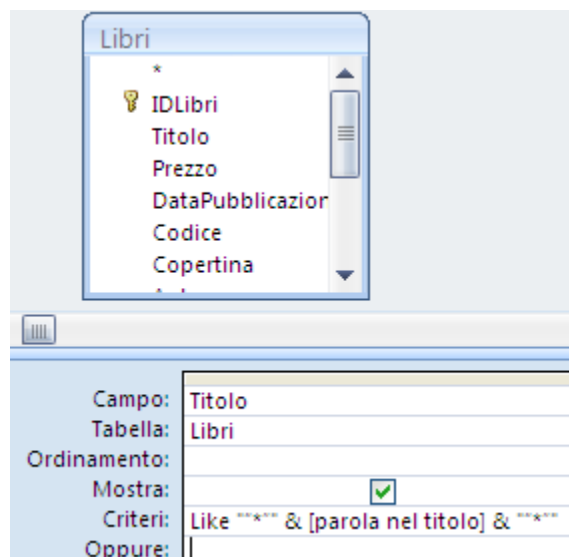 Libri
*
IDLibri
Titolo
Prezzo
DataPubblicazior
Codice
Copertina
Campo: Titolo
Tabella: Libri
Ordinamento:
Mostra:
Criteri: Like ""*"" & [parola nel titolo] & ""*""
Oppure: